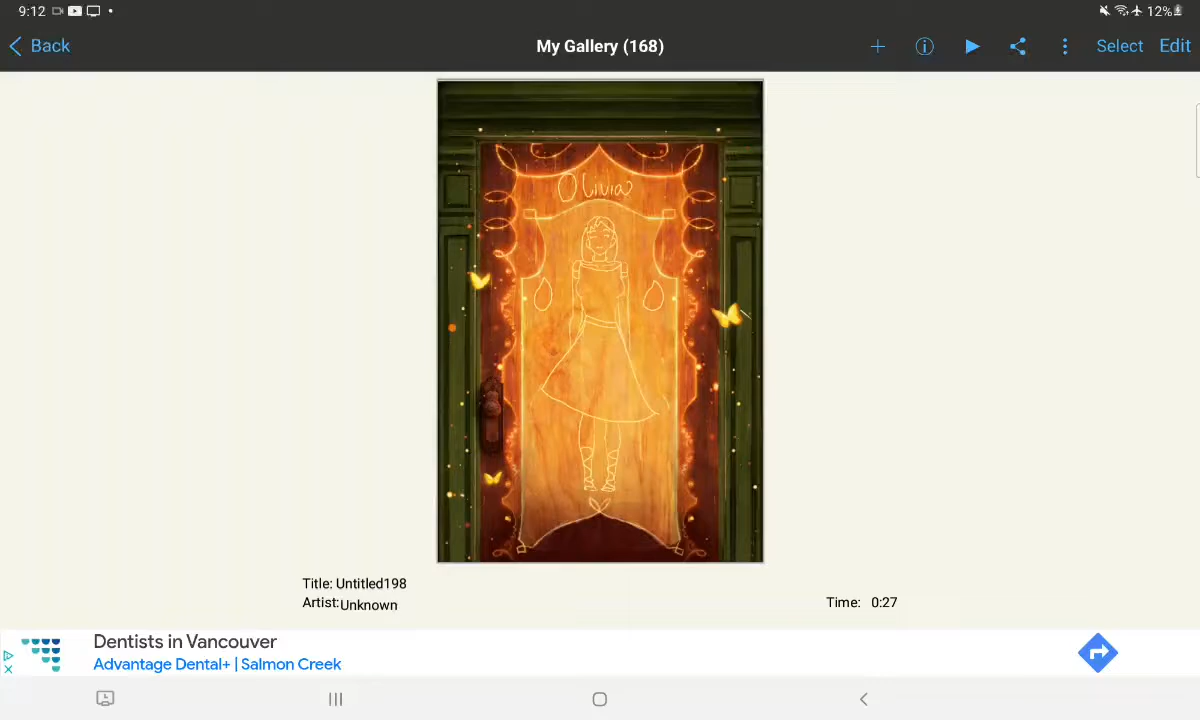 9:12
12%
Back
My Gallery (168)
Select
Edit
Olivia
Title: Untitled198
Artist: Unknown
Time: 0:27
Dentists in Vancouver
Advantage Dental+ | Salmon Creek